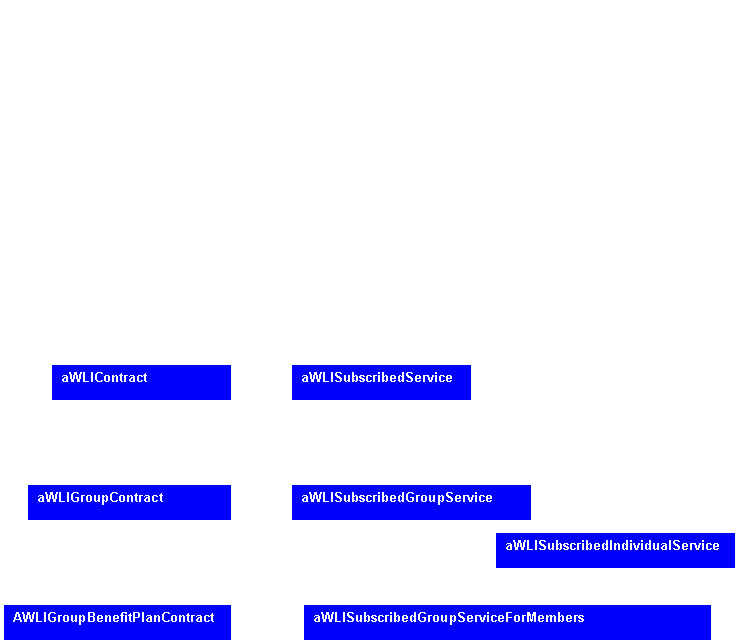 aWLIContract
aWLISubscribedService
aWLIGroupContract
aWLISubscribedGroupService
aWLISubscribedIndividualService
AWLIGroupBenefitPlanContract
aWLISubscribedGroupServiceForMembers